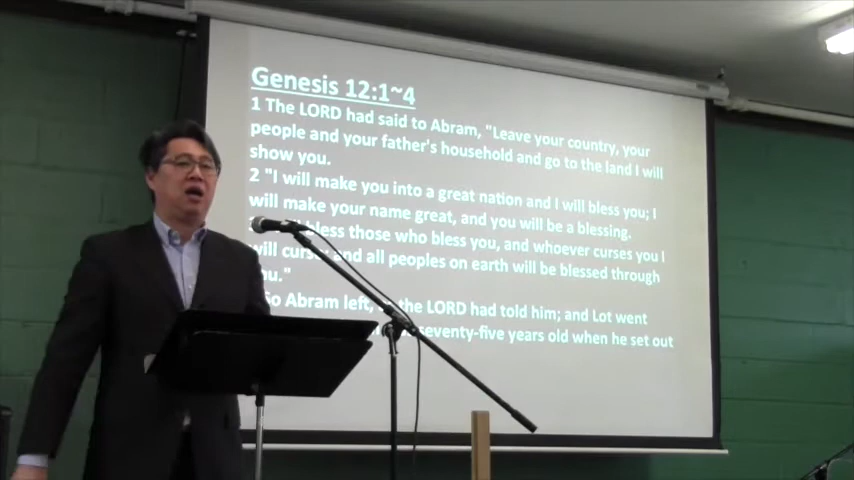 Genesis 12:1~4
1 The LORD had said to Abram, "Leave your country, your
people and your father's household and go to the land I will
show you.
2 "I will make you into a great nation and I will bless you; I
will make your name great, and you will be a blessing.
bless those who bless you, and whoever curses you I
will curse; and all peoples on earth will be blessed through
So Abram left, the LORD had told him; and Lot went
seventy-five years old when he set out